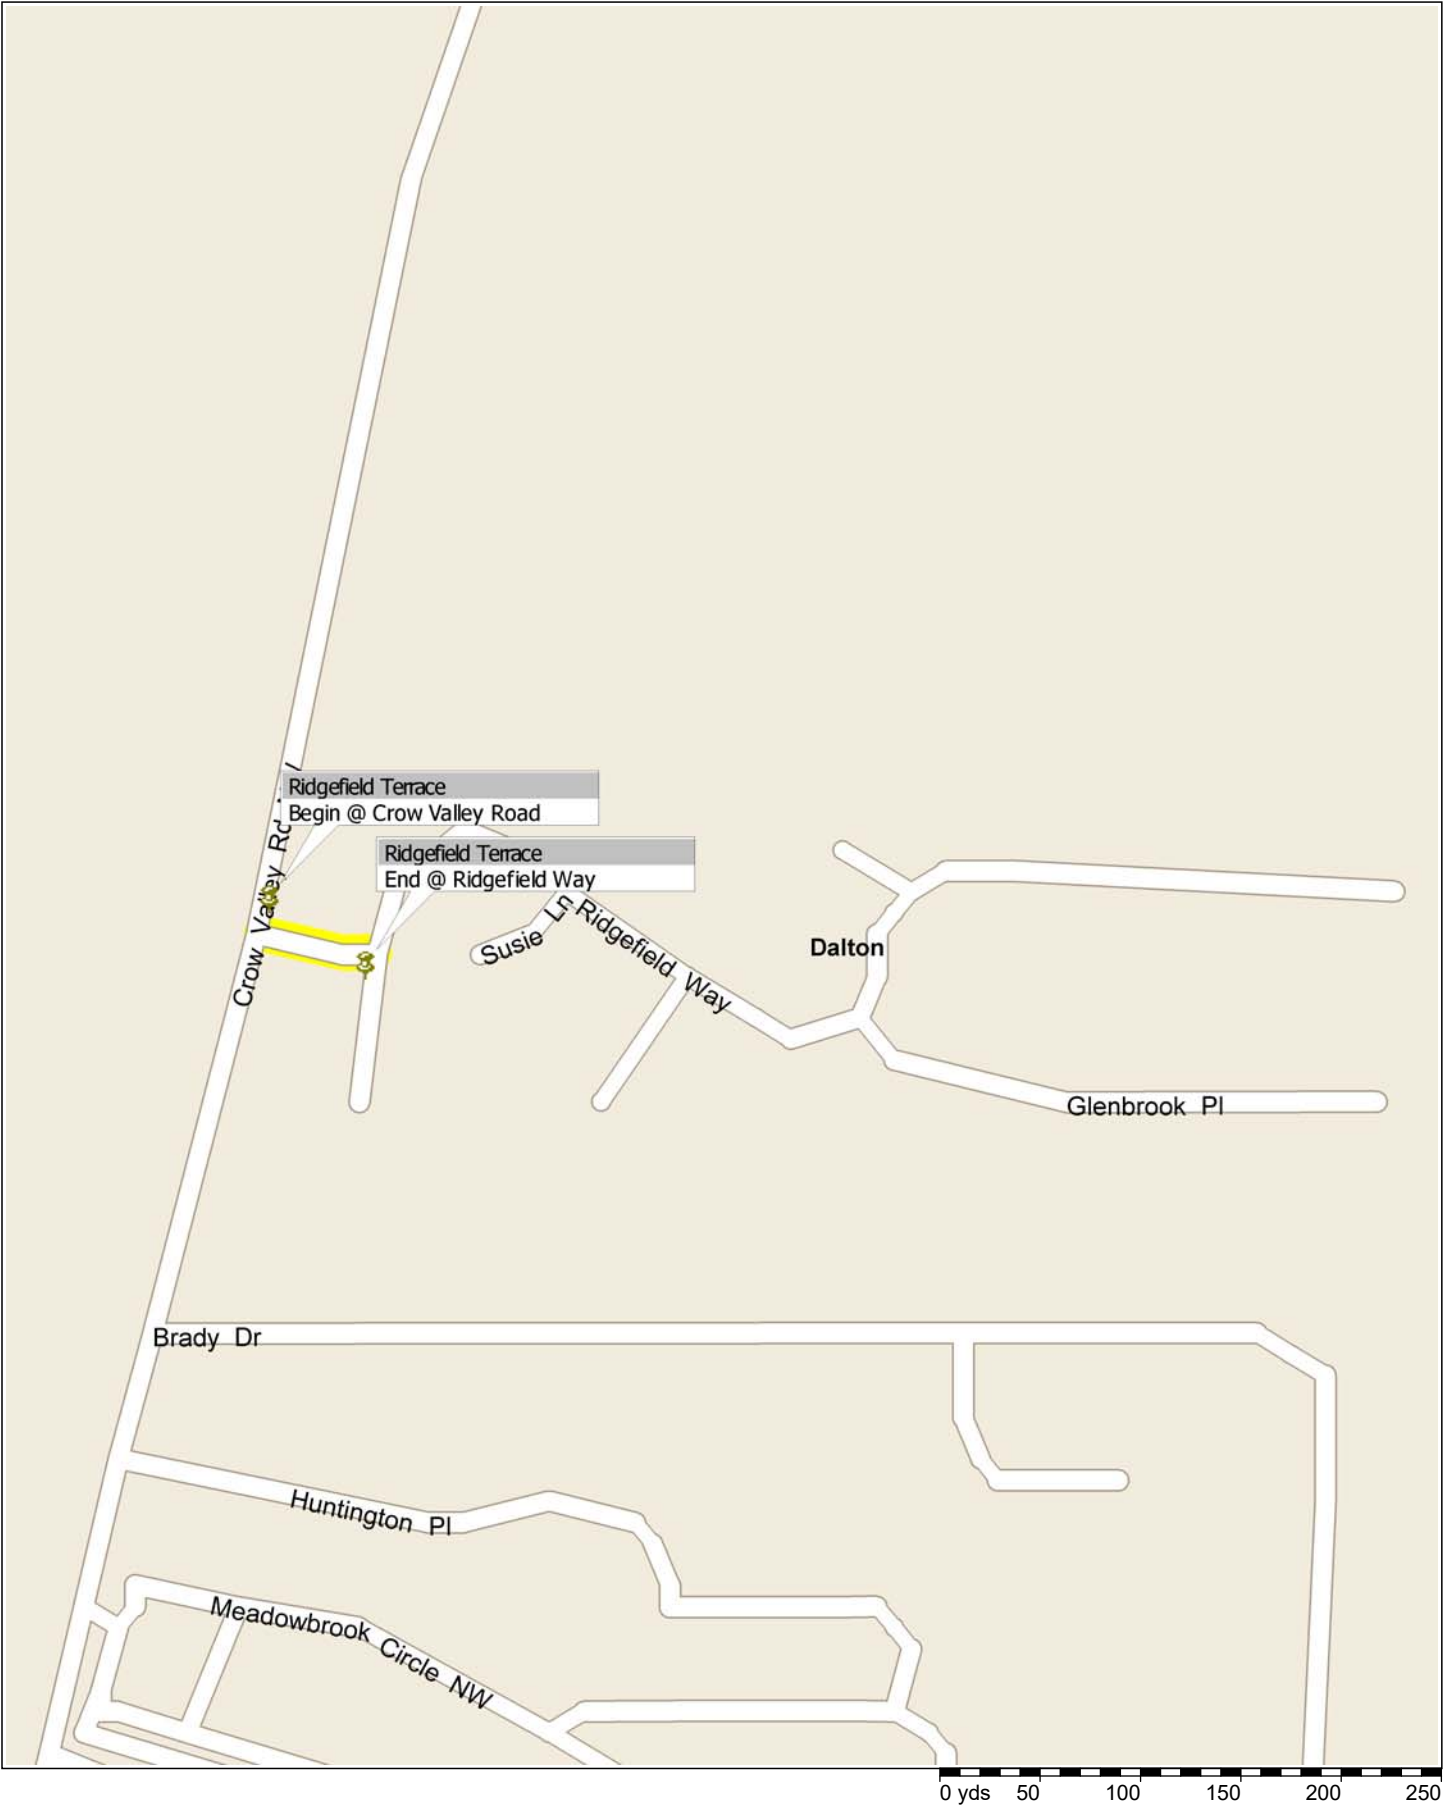 Ridgefield Terrace
Begin @ Crow Valley Road
Ridgefield Terrace
End @ Ridgefield Way
Crow Valley Rd
Susie Ln
Ridgefield Way
Dalton
Glenbrook Pl
Brady Dr
Huntington Pl
Meadowbrook Circle NW
0 yds 50 100 150 200 250